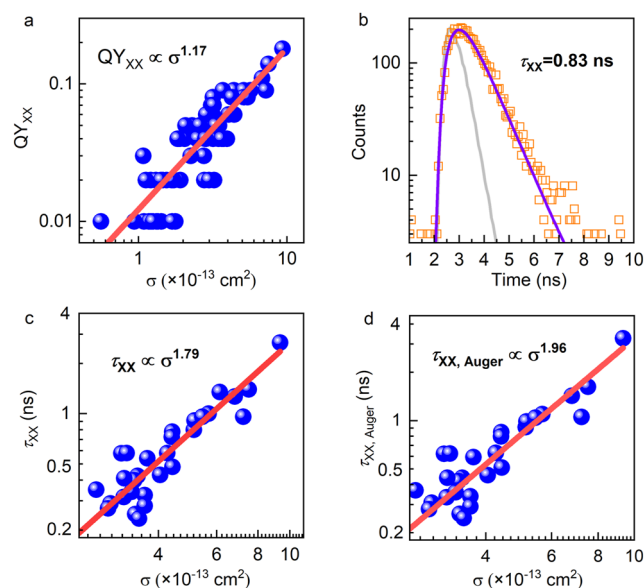 a
QY_XX ∝ σ^1.17
QY_XX
0.1
0.01
1
10
σ (×10^-13 cm^2)
b
τ_XX=0.83 ns
Counts
100
10
1 2 3 4 5 6 7 8 9 10
Time (ns)
c
τ_XX ∝ σ^1.79
τ_XX (ns)
4
1
0.5
0.2
4 6 8 10
σ (×10^-13 cm^2)
d
τ_XX, Auger ∝ σ^1.96
τ_XX, Auger (ns)
4
1
0.5
0.2
4 6 8 10
σ (×10^-13 cm^2)